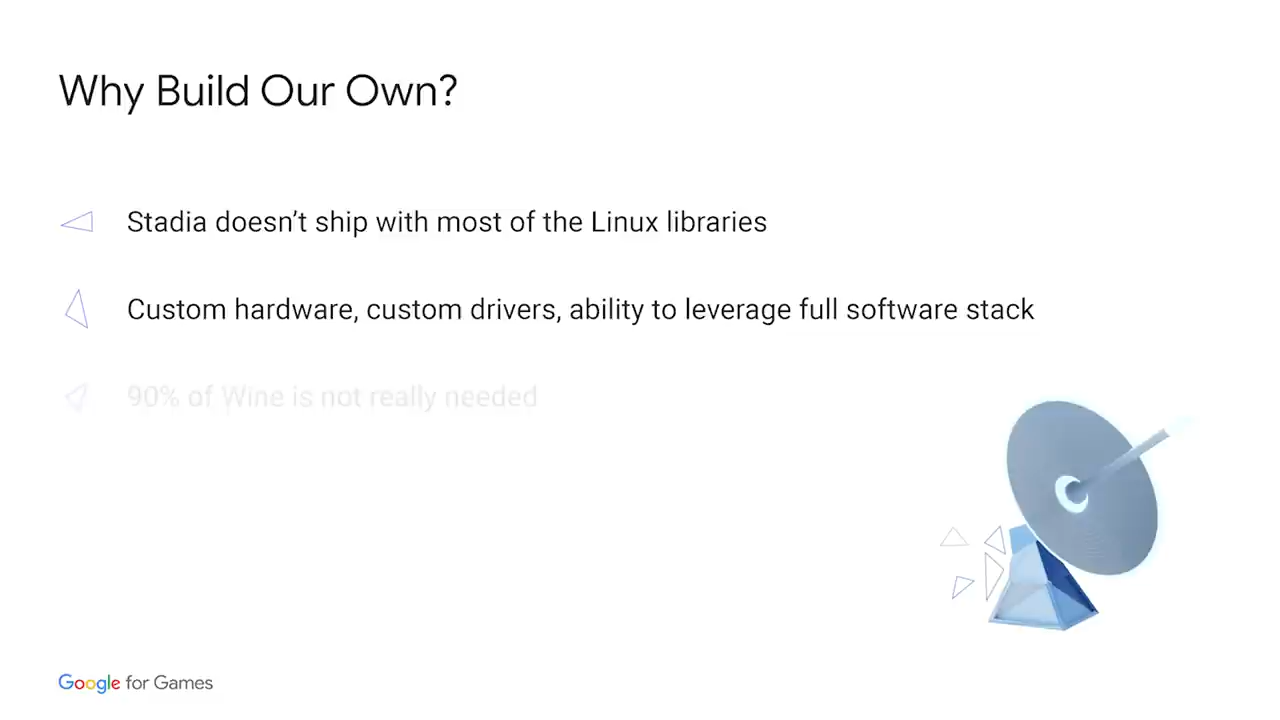 Why Build Our Own?
Stadia doesn’t ship with most of the Linux libraries
Custom hardware, custom drivers, ability to leverage full software stack
90% of Wine is not really needed
Google for Games